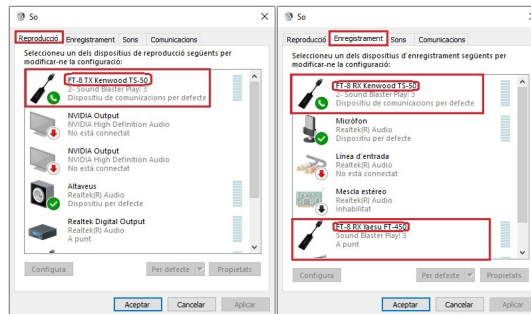 So
Reproducció Enregistrament Sons Comunicacions
Seleccioneu un dels dispositius de reproducció següents per
modificar-ne la configuració:
FT-8 TX Kenwood TS-50
2- Sound Blaster Play! 3
Dispositiu de comunicacions per defecte
NVIDIA Output
NVIDIA High Definition Audio
No està connectat
NVIDIA Output
NVIDIA High Definition Audio
No està connectat
Altaveus
Realtek(R) Audio
Dispositiu per defecte
Realtek Digital Output
Realtek(R) Audio
A punt
Configura Per defecte Propietats
Aceptar Cancelar Aplicar
So
Reproducció Enregistrament Sons Comunicacions
Seleccioneu un dels dispositius d'enregistrament següents per
modificar-ne la configuració:
FT-8 RX Kenwood TS-50
2- Sound Blaster Play! 3
Dispositiu de comunicacions per defecte
Micròfon
Realtek(R) Audio
Dispositiu per defecte
Línea d'entrada
Realtek(R) Audio
No està connectat
Mescla estéreo
Realtek(R) Audio
Inhabilitat
FT-8 RX Yaesu FT-450
Sound Blaster Play! 3
A punt
Configura Per defecte Propietats
Aceptar Cancelar Aplicar